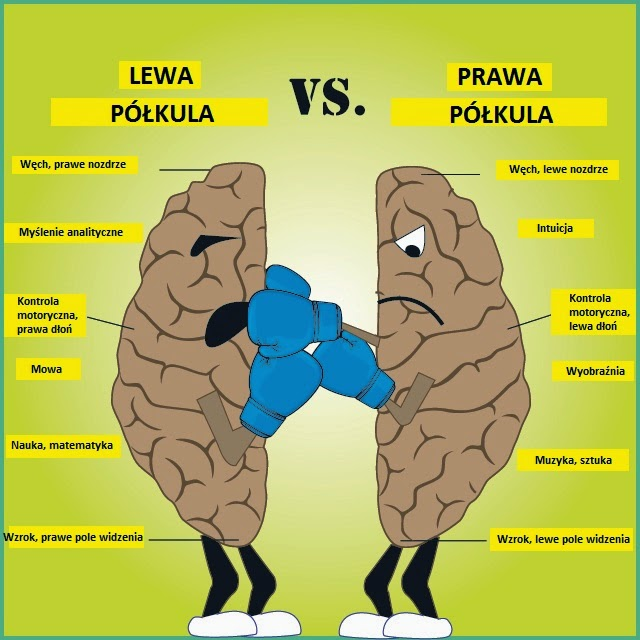 LEWA
PÓŁKULA
VS.
PRAWA
PÓŁKULA
Węch, prawe nozdrze
Myślenie analityczne
Kontrola
motoryczna,
prawa dłoń
Mowa
Nauka, matematyka
Wzrok, prawe pole widzenia
Węch, lewe nozdrze
Intuicja
Kontrola
motoryczna,
lewa dłoń
Wyobraźnia
Muzyka, sztuka
Wzrok, lewe pole widzenia